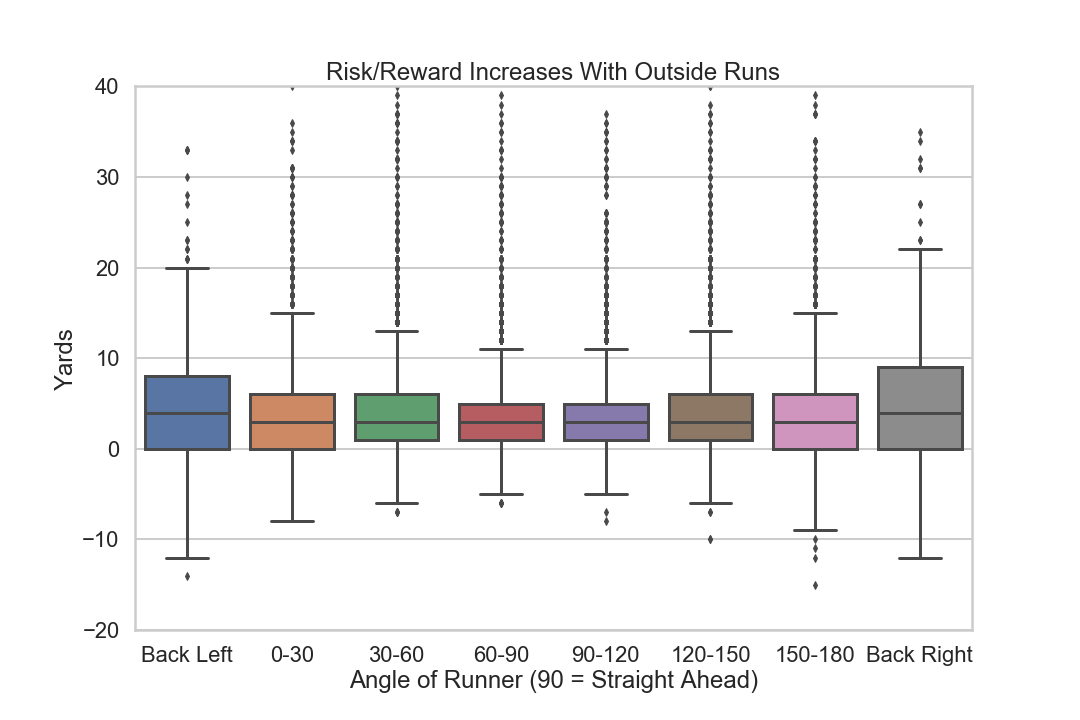 Risk/Reward Increases With Outside Runs
40
30
20
10
0
−10
−20
Yards
Back Left 0-30 30-60 60-90 90-120 120-150 150-180 Back Right
Angle of Runner (90 = Straight Ahead)